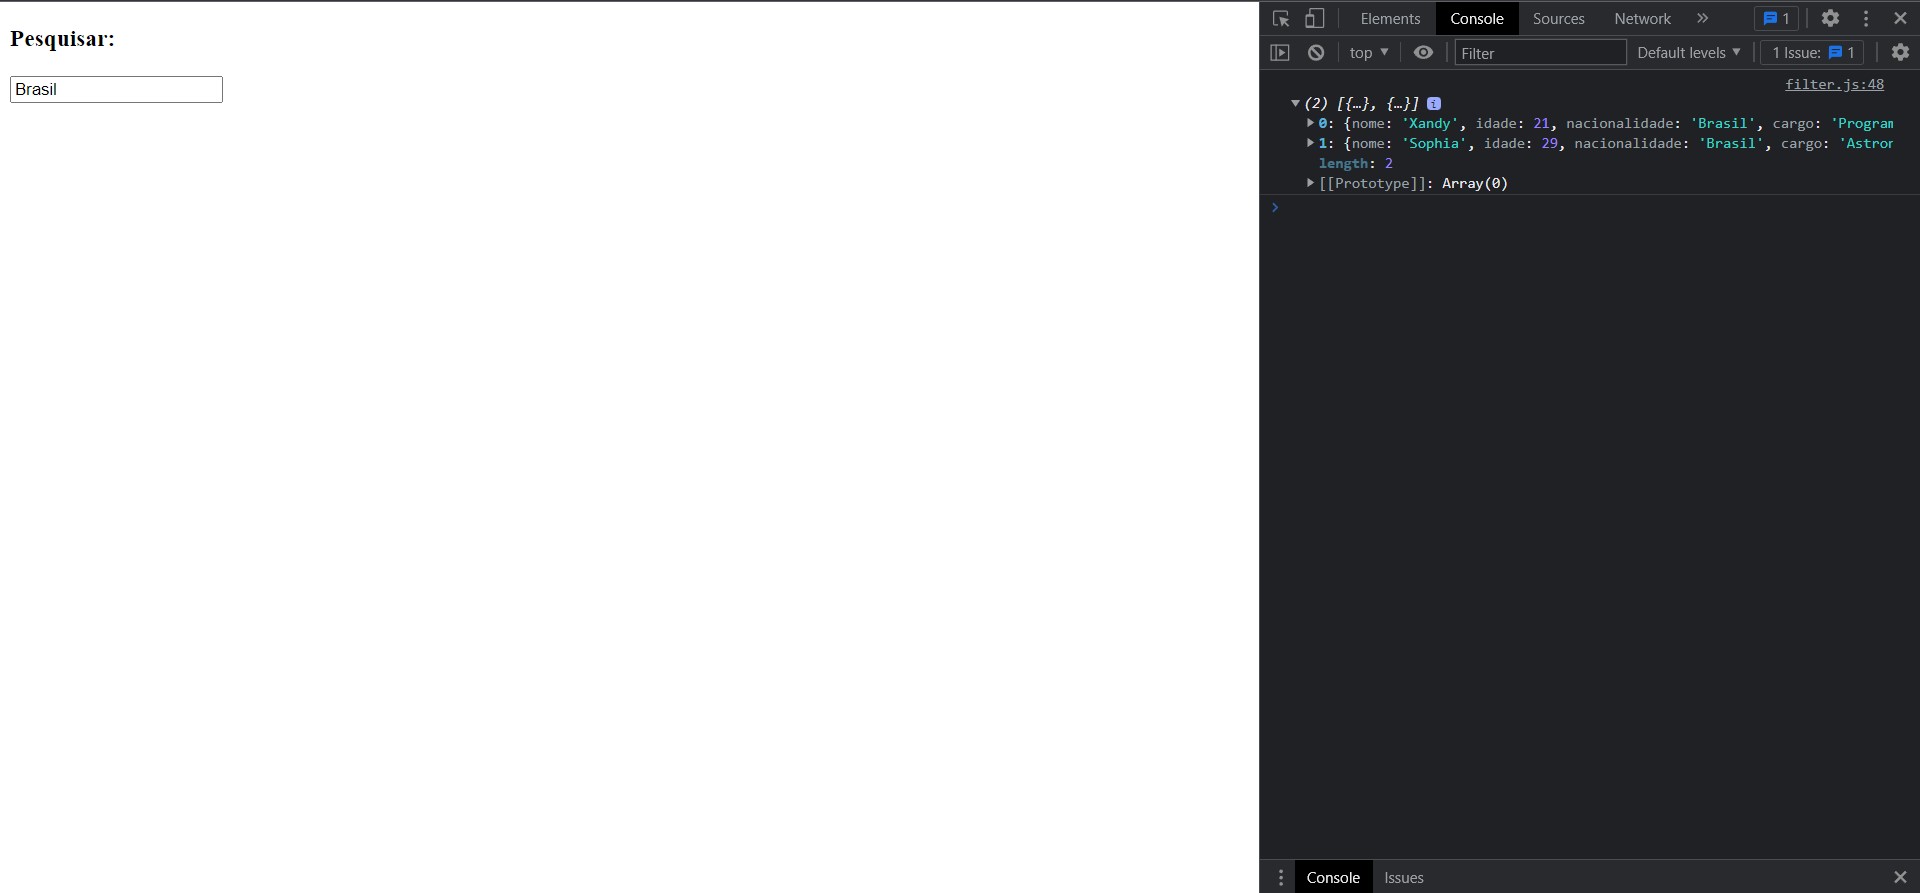 Pesquisar:
Brasil
Elements Console Sources Network » 1
top ▼ Filter Default levels ▼ 1 Issue: 1
filter.js:48
▼ (2) [{…}, {…}] i
▶ 0: {nome: 'Xandy', idade: 21, nacionalidade: 'Brasil', cargo: 'Program
▶ 1: {nome: 'Sophia', idade: 29, nacionalidade: 'Brasil', cargo: 'Astron
length: 2
▶ [[Prototype]]: Array(0)
>
Console Issues